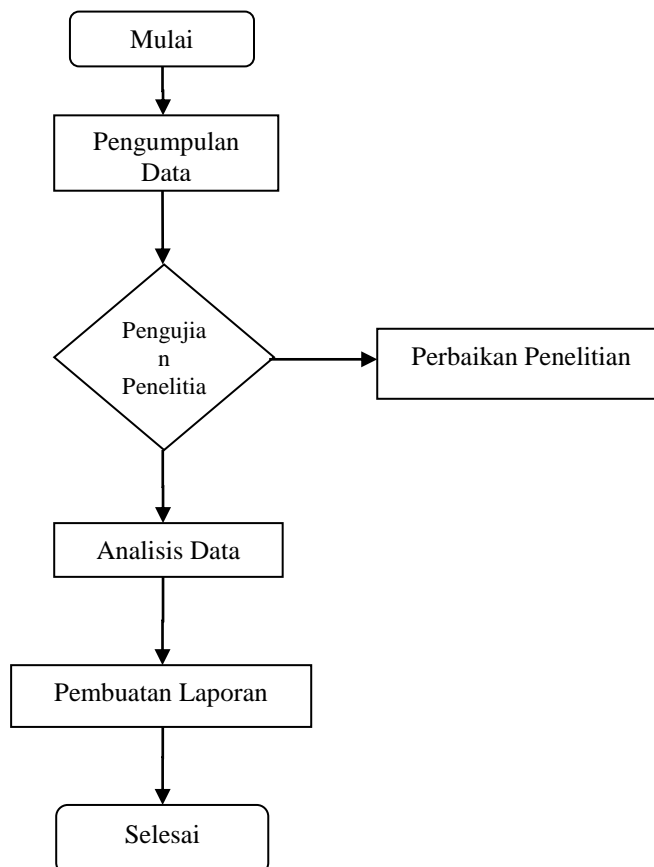 Mulai
Pengumpulan
Data
Pengujia
n
Penelitia
Perbaikan Penelitian
Analisis Data
Pembuatan Laporan
Selesai